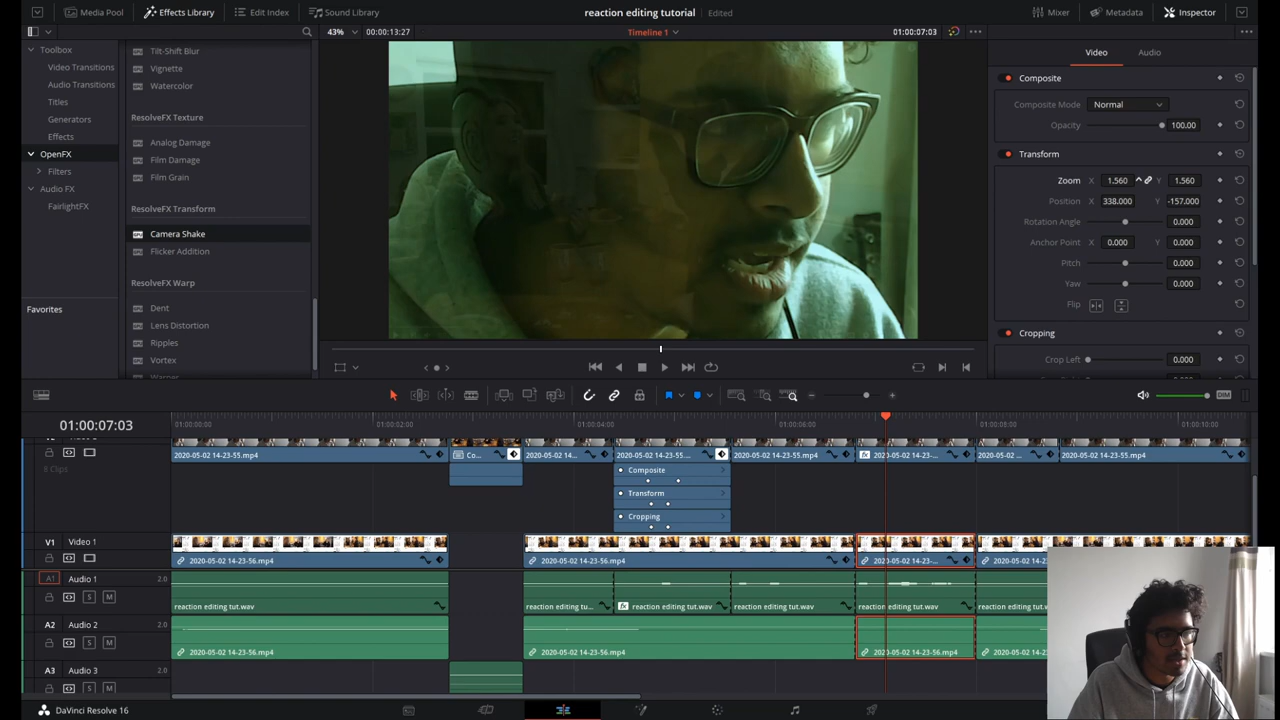 Media Pool
Effects Library
Edit Index
Sound Library
reaction editing tutorial
Edited
Mixer
Metadata
Inspector
43%
00:00:13:27
Timeline 1
01:00:07:03
Toolbox
Video Transitions
Audio Transitions
Titles
Generators
Effects
OpenFX
Filters
Audio FX
FairlightFX
Favorites
Tilt-Shift Blur
Vignette
Watercolor
ResolveFX Texture
Analog Damage
Film Damage
Film Grain
ResolveFX Transform
Camera Shake
Flicker Addition
ResolveFX Warp
Dent
Lens Distortion
Ripples
Vortex
Video
Audio
Composite
Composite Mode
Normal
Opacity
100.00
Transform
Zoom X 1.560 Y 1.560
Position X 338.000 Y -157.000
Rotation Angle 0.000
Anchor Point X 0.000 Y 0.000
Pitch 0.000
Yaw 0.000
Flip
Cropping
Crop Left 0.000
DIM
01:00:07:03
01:00:00:00
01:00:02:00
01:00:04:00
01:00:06:00
01:00:08:00
01:00:10:00
8 Clips
2020-05-02 14-23-55.mp4
Co...
2020-05-02 14...
2020-05-02 14-23-55....
2020-05-02 14-23-55.mp4
2020-05-02 14-23-...
2020-05-02 ...
2020-05-02 14-23-55.mp4
Composite
Transform
Cropping
V1 Video 1
2020-05-02 14-23-56.mp4
2020-05-02 14-23-56.mp4
2020-05-02 14-23-...
2020-05-02 14-23-56.mp4
A1 Audio 1 2.0
S M
reaction editing tut.wav
reaction editing tu...
reaction editing tut.wav
reaction editing tut.wav
reaction editing tut.wav
reaction editing tut.wav
A2 Audio 2 2.0
S M
2020-05-02 14-23-56.mp4
2020-05-02 14-23-56.mp4
2020-05-02 14-23-56.mp4
A3 Audio 3 2.0
DaVinci Resolve 16